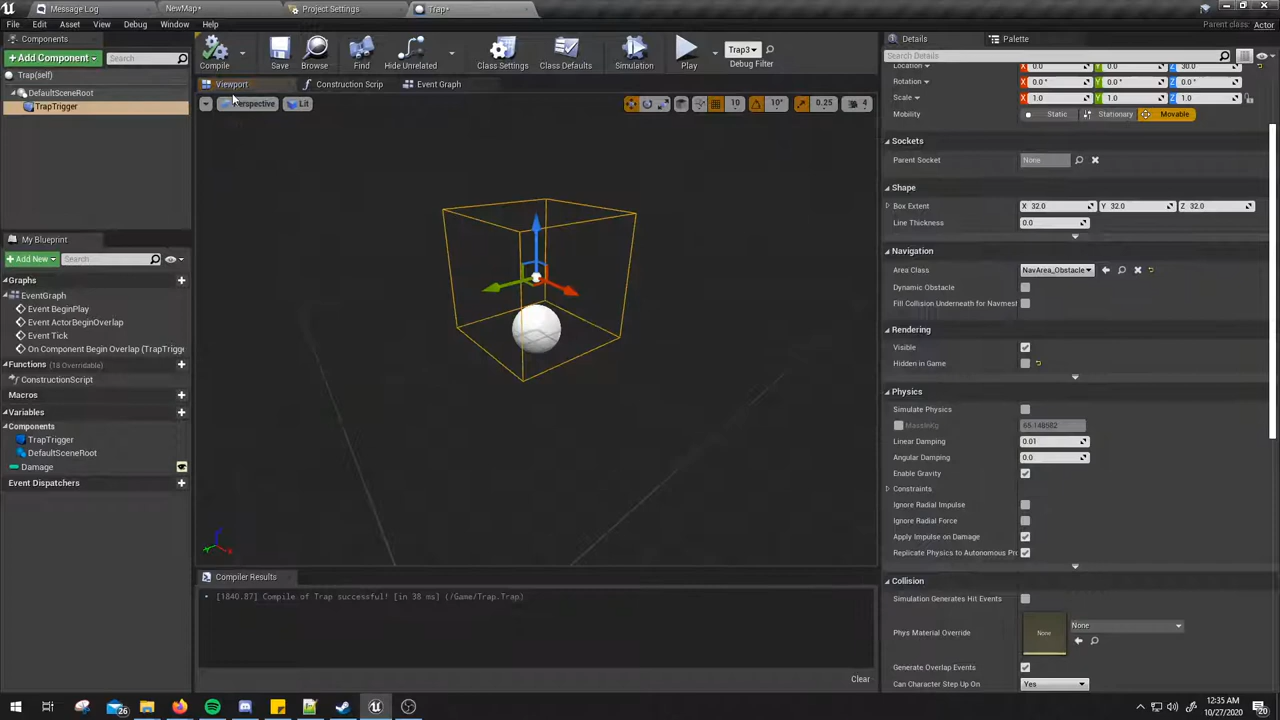 Message Log
NewMap*
Project Settings
Trap*
File Edit Asset View Debug Window Help
Parent class: Actor
Components
Add Component
Search
Trap(self)
DefaultSceneRoot
TrapTrigger
Compile
Save
Browse
Find
Hide Unrelated
Class Settings
Class Defaults
Simulation
Play
Trap3
Debug Filter
Viewport
Construction Scrip
Event Graph
Perspective
Lit
10
10°
0.25
4
My Blueprint
Add New
Search
Graphs
EventGraph
Event BeginPlay
Event ActorBeginOverlap
Event Tick
On Component Begin Overlap (TrapTrigge
Functions (18 Overridable)
ConstructionScript
Macros
Variables
Components
TrapTrigger
DefaultSceneRoot
Damage
Event Dispatchers
Compiler Results
[1840.87] Compile of Trap successful! [in 38 ms] (/Game/Trap.Trap)
Clear
Details
Palette
Search Details
Location X 0.0 Y 0.0 Z 30.0
Rotation X 0.0 ° Y 0.0 ° Z 0.0 °
Scale X 1.0 Y 1.0 Z 1.0
Mobility Static Stationary Movable
Sockets
Parent Socket None
Shape
Box Extent X 32.0 Y 32.0 Z 32.0
Line Thickness 0.0
Navigation
Area Class NavArea_Obstacle
Dynamic Obstacle
Fill Collision Underneath for Navmesh
Rendering
Visible
Hidden in Game
Physics
Simulate Physics
MassInKg 65.148582
Linear Damping 0.01
Angular Damping 0.0
Enable Gravity
Constraints
Ignore Radial Impulse
Ignore Radial Force
Apply Impulse on Damage
Replicate Physics to Autonomous Pro
Collision
Simulation Generates Hit Events
Phys Material Override None None
Generate Overlap Events
Can Character Step Up On Yes
26
12:35 AM
10/27/2020
20